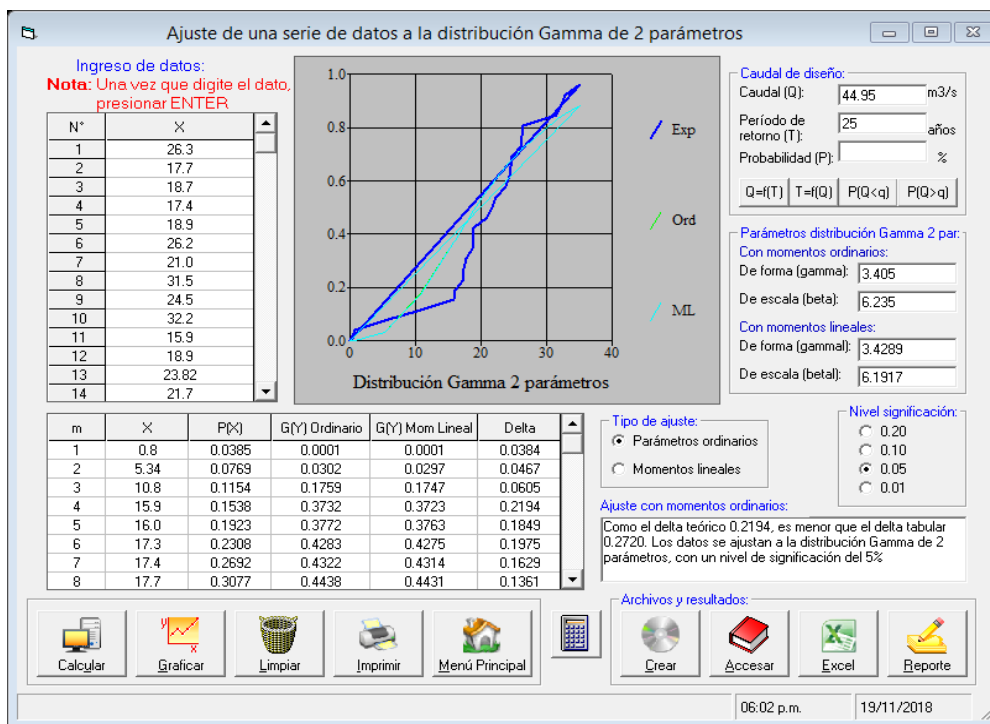 Ajuste de una serie de datos a la distribución Gamma de 2 parámetros
Ingreso de datos:
Nota: Una vez que digite el dato,
presionar ENTER
N° X
1 26.3
2 17.7
3 18.7
4 17.4
5 18.9
6 26.2
7 21.0
8 31.5
9 24.5
10 32.2
11 15.9
12 18.9
13 23.82
14 21.7
1.0
0.8
0.6
0.4
0.2
0.0
0 10 20 30 40
Exp
Ord
ML
Distribución Gamma 2 parámetros
Caudal de diseño:
Caudal (Q): 44.95 m3/s
Período de
retorno (T): 25 años
Probabilidad (P): %
Q=f(T) T=f(Q) P(Q<q) P(Q>q)
Parámetros distribución Gamma 2 par:
Con momentos ordinarios:
De forma (gamma): 3.405
De escala (beta): 6.235
Con momentos lineales:
De forma (gammal): 3.4289
De escala (betal): 6.1917
m X P(X) G(Y) Ordinario G(Y) Mom Lineal Delta
1 0.8 0.0385 0.0001 0.0001 0.0384
2 5.34 0.0769 0.0302 0.0297 0.0467
3 10.8 0.1154 0.1759 0.1747 0.0605
4 15.9 0.1538 0.3732 0.3723 0.2194
5 16.0 0.1923 0.3772 0.3763 0.1849
6 17.3 0.2308 0.4283 0.4275 0.1975
7 17.4 0.2692 0.4322 0.4314 0.1629
8 17.7 0.3077 0.4438 0.4431 0.1361
Tipo de ajuste:
Parámetros ordinarios
Momentos lineales
Nivel significación:
0.20
0.10
0.05
0.01
Ajuste con momentos ordinarios:
Como el delta teórico 0.2194, es menor que el delta tabular
0.2720. Los datos se ajustan a la distribución Gamma de 2
parámetros, con un nivel de significación del 5%
Calcular Graficar Limpiar Imprimir Menú Principal
Archivos y resultados:
Crear Accesar Excel Reporte
06:02 p.m. 19/11/2018